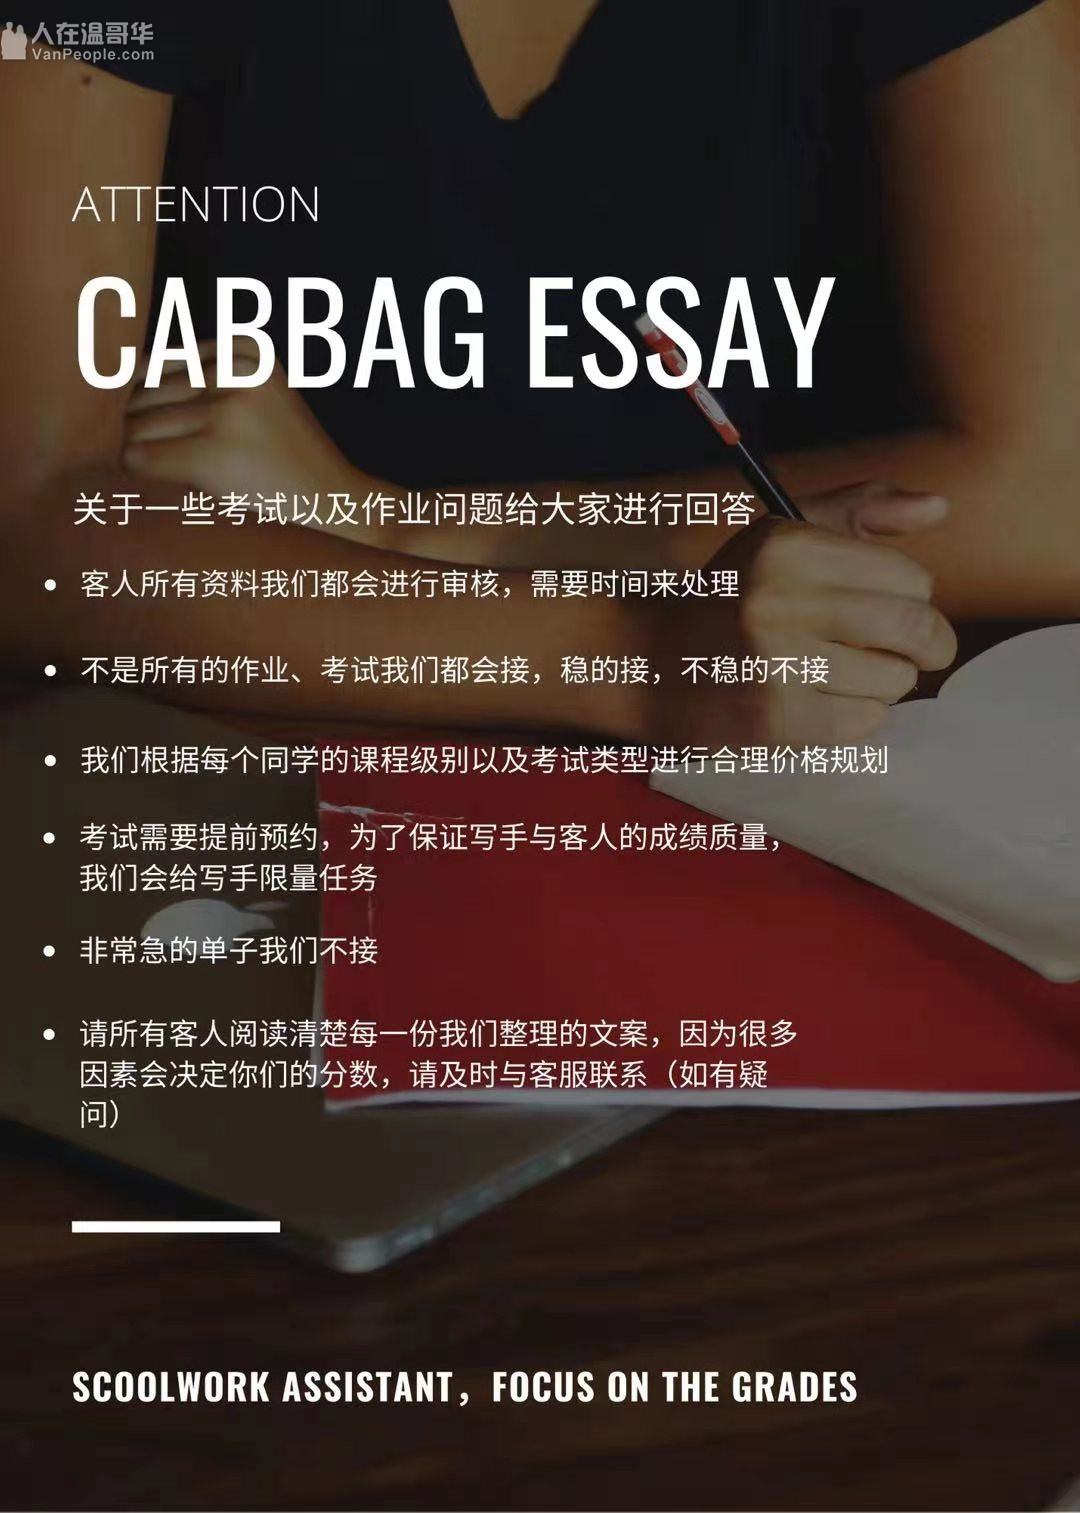 人在温哥华
VanPeople.com
ATTENTION
CABBAG ESSAY
关于一些考试以及作业问题给大家进行回答
客人所有资料我们都会进行审核，需要时间来处理
不是所有的作业、考试我们都会接，稳的接，不稳的不接
我们根据每个同学的课程级别以及考试类型进行合理价格规划
考试需要提前预约，为了保证写手与客人的成绩质量，
我们会给写手限量任务
非常急的单子我们不接
请所有客人阅读清楚每一份我们整理的文案，因为很多
因素会决定你们的分数，请及时与客服联系（如有疑
问）
SCOOLWORK ASSISTANT，FOCUS ON THE GRADES